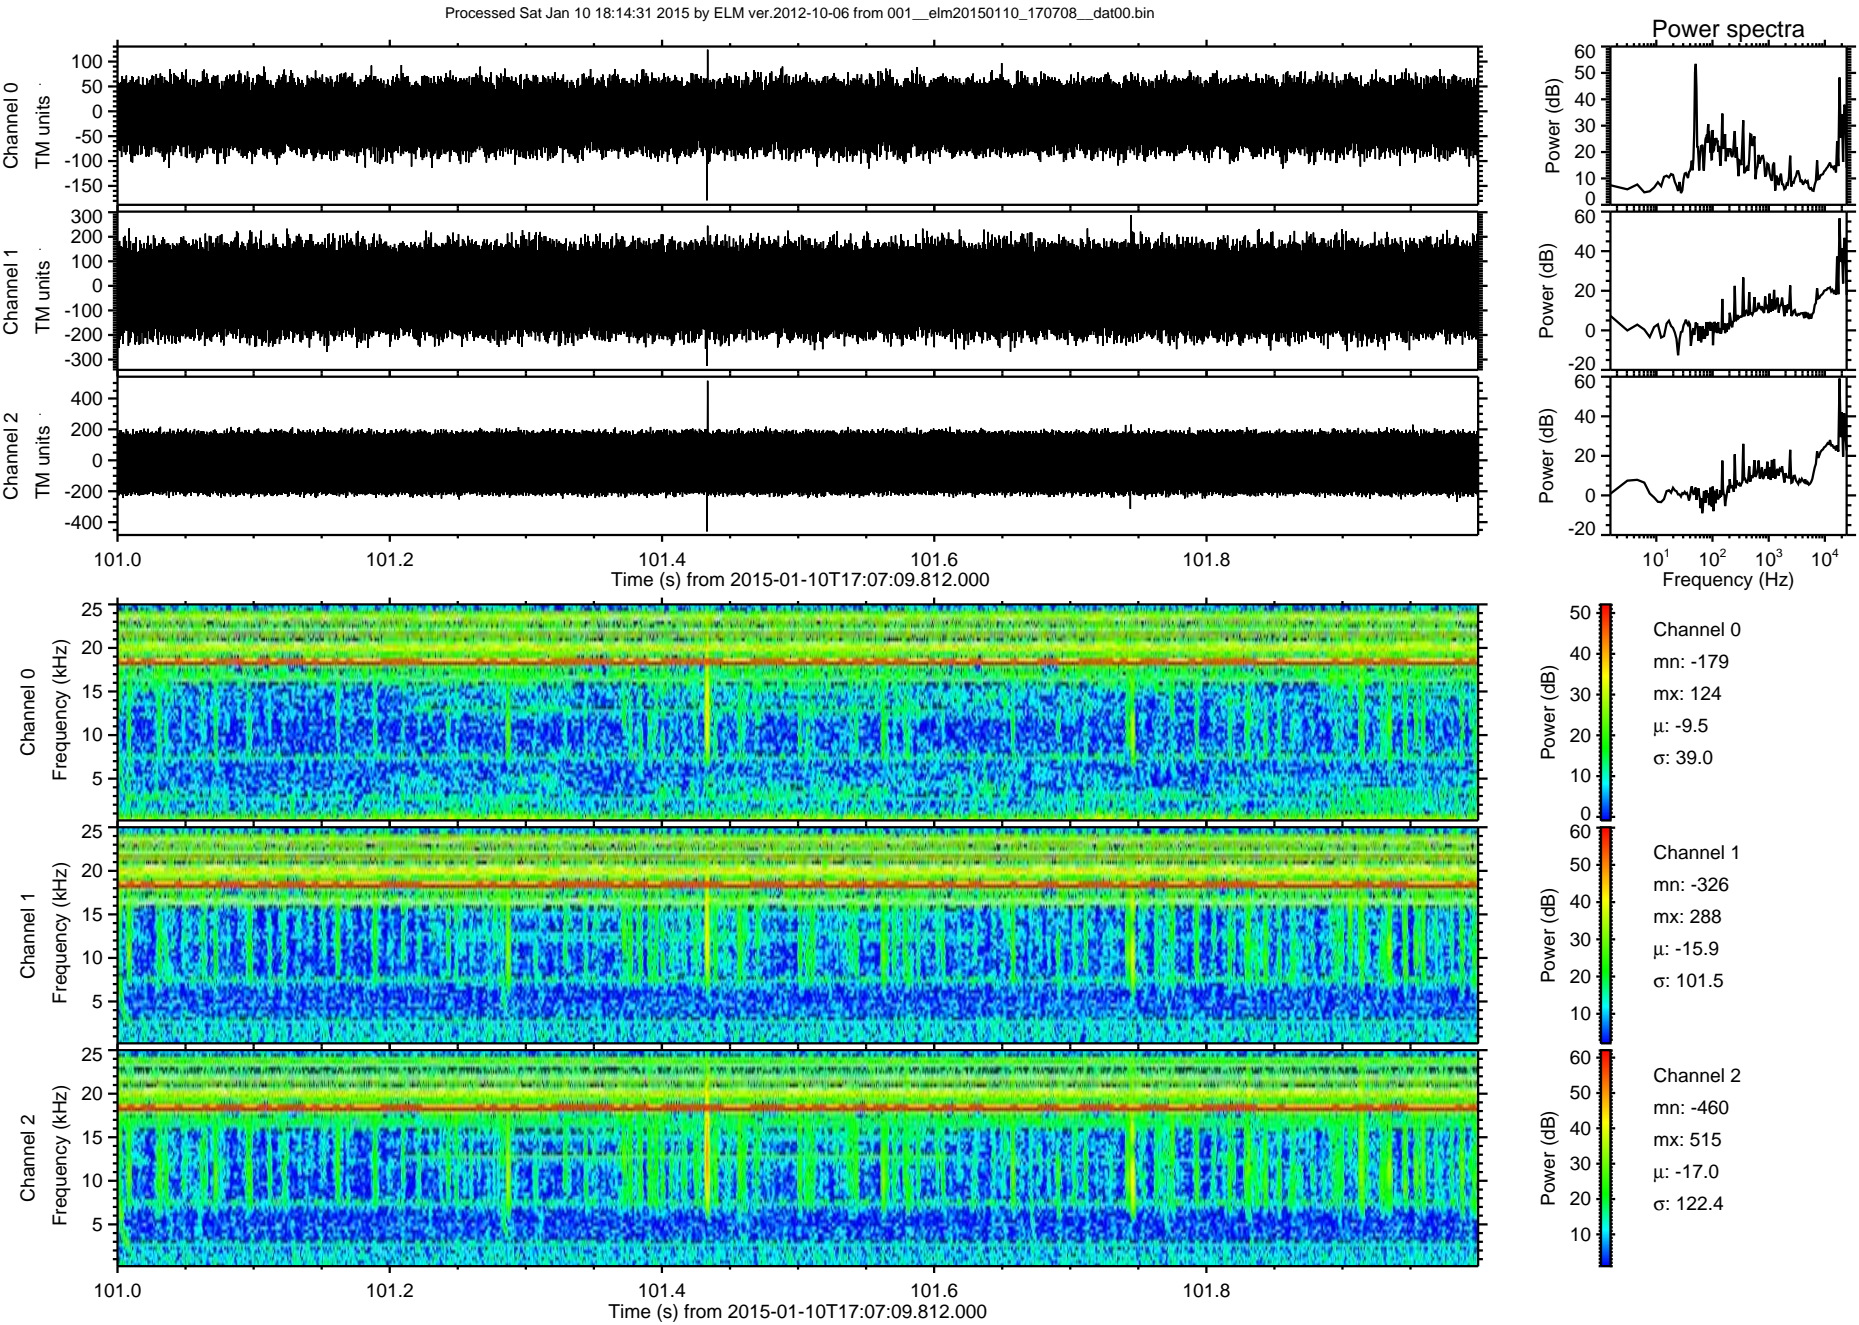 Processed Sat Jan 10 18:14:31 2015 by ELM ver.2012-10-06 from 001__elm20150110_170708__dat00.bin
Power spectra
Channel 0
TM units
100
50
0
-50
-100
-150
Power (dB)
60
50
40
30
20
10
0
Channel 1
TM units
300
200
100
0
-100
-200
-300
Power (dB)
60
40
20
0
-20
Channel 2
TM units
400
200
0
-200
-400
Power (dB)
60
40
20
0
-20
101.0 101.2 101.4 101.6 101.8
Time (s) from 2015-01-10T17:07:09.812.000
10¹ 10² 10³ 10⁴
Frequency (Hz)
Channel 0
Frequency (kHz)
25
20
15
10
5
Power (dB)
50
40
30
20
10
0
Channel 0
mn: -179
mx: 124
μ: -9.5
σ: 39.0
Channel 1
Frequency (kHz)
25
20
15
10
5
Power (dB)
60
50
40
30
20
10
Channel 1
mn: -326
mx: 288
μ: -15.9
σ: 101.5
Channel 2
Frequency (kHz)
25
20
15
10
5
Power (dB)
60
50
40
30
20
10
Channel 2
mn: -460
mx: 515
μ: -17.0
σ: 122.4
101.0 101.2 101.4 101.6 101.8
Time (s) from 2015-01-10T17:07:09.812.000